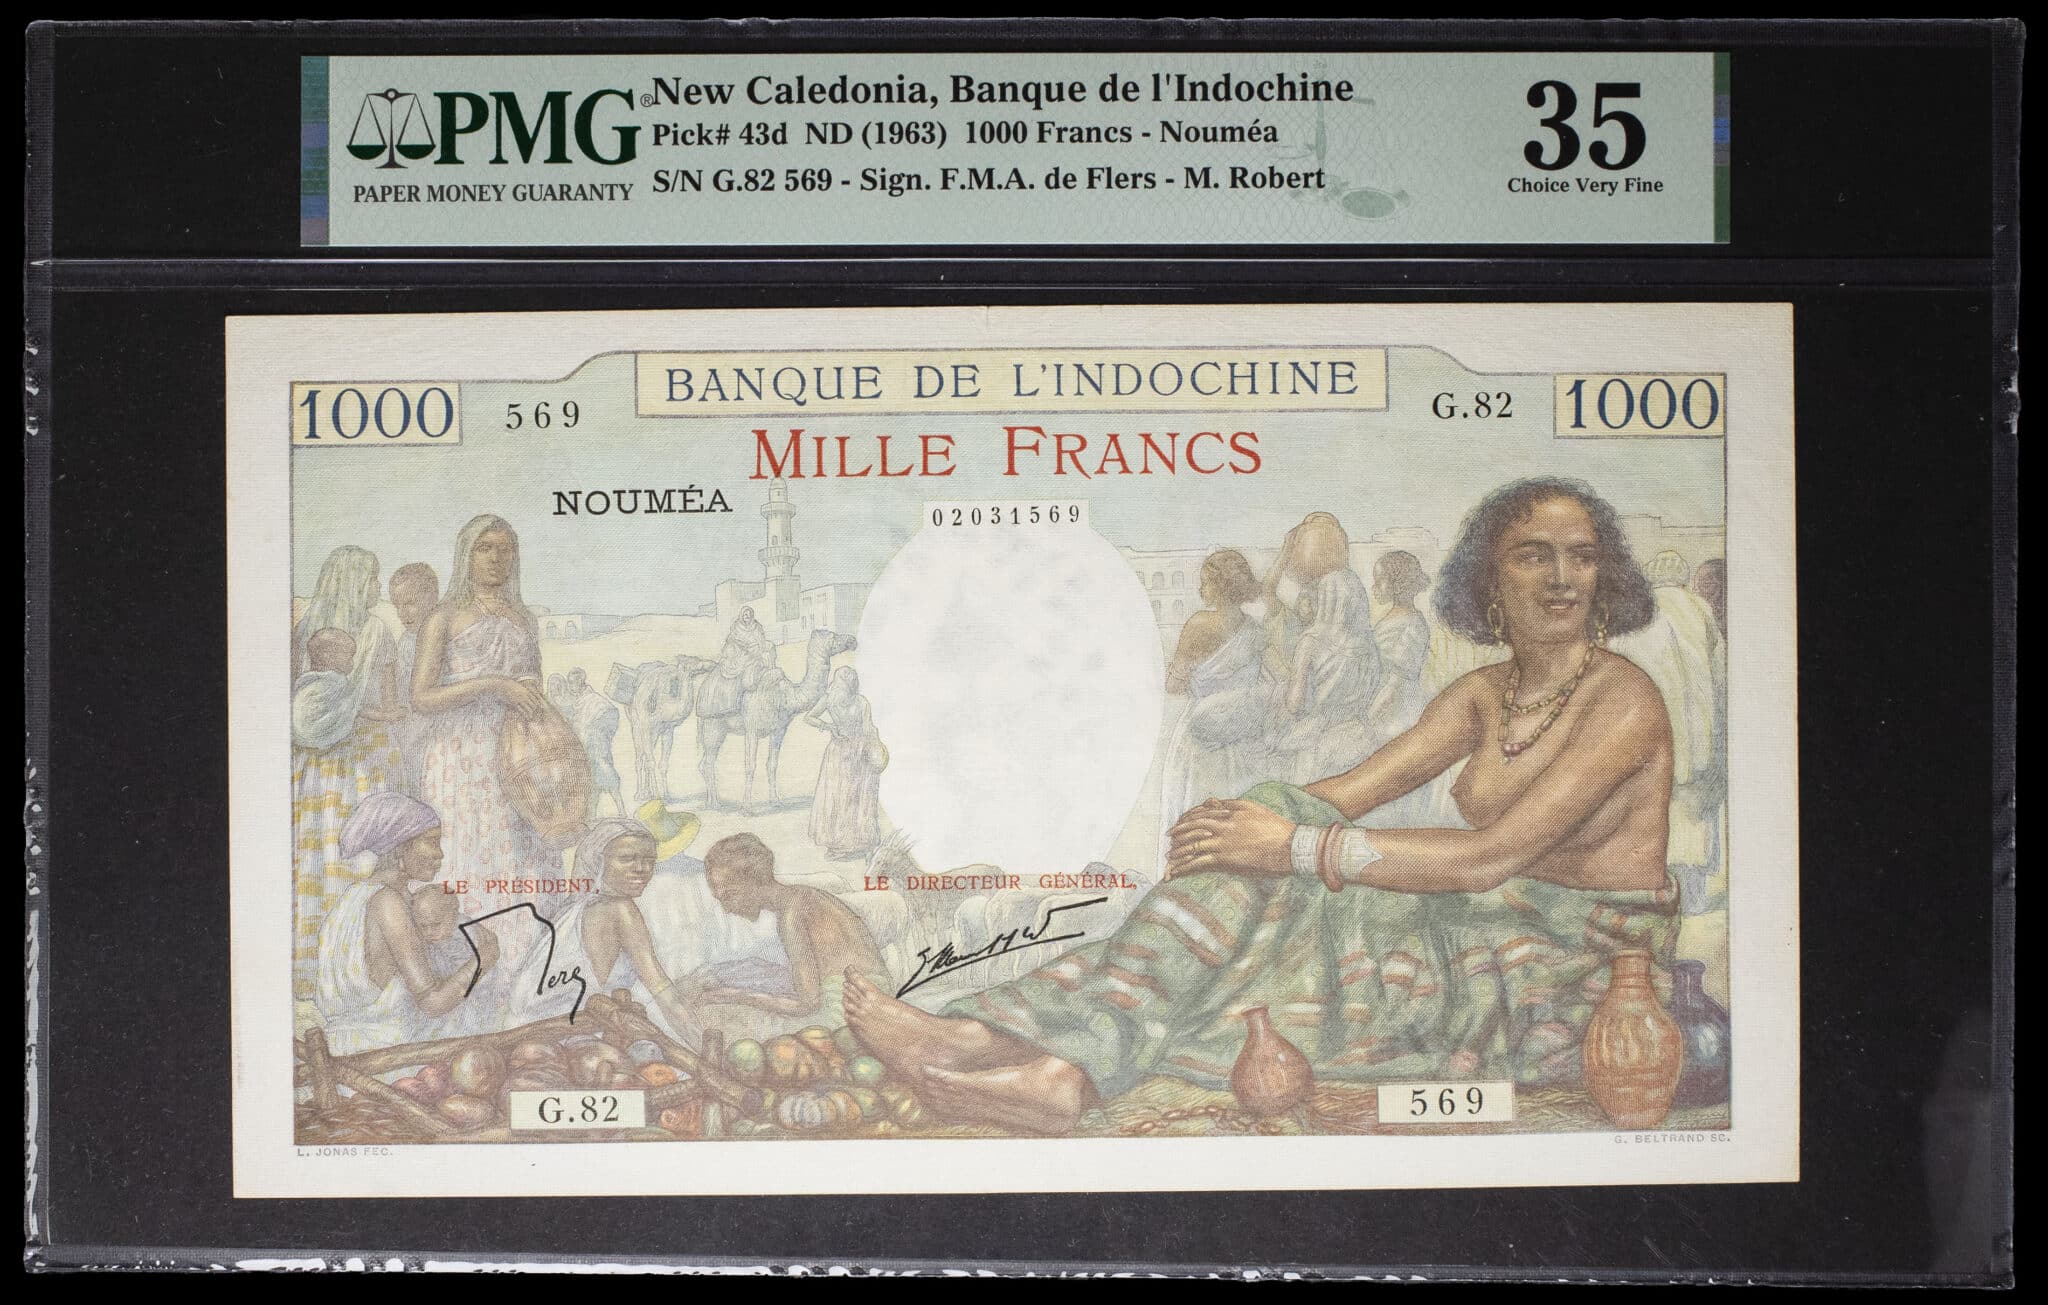 PMG®
PAPER MONEY GUARANTY
New Caledonia, Banque de l'Indochine
Pick# 43d ND (1963) 1000 Francs - Nouméa
S/N G.82 569 - Sign. F.M.A. de Flers - M. Robert
35
Choice Very Fine
BANQUE DE L'INDOCHINE
1000 569 G.82 1000
MILLE FRANCS
NOUMÉA
02031569
LE PRÉSIDENT,
LE DIRECTEUR GÉNÉRAL,
G.82 569
L. JONAS FEC. G. BELTRAND SC.